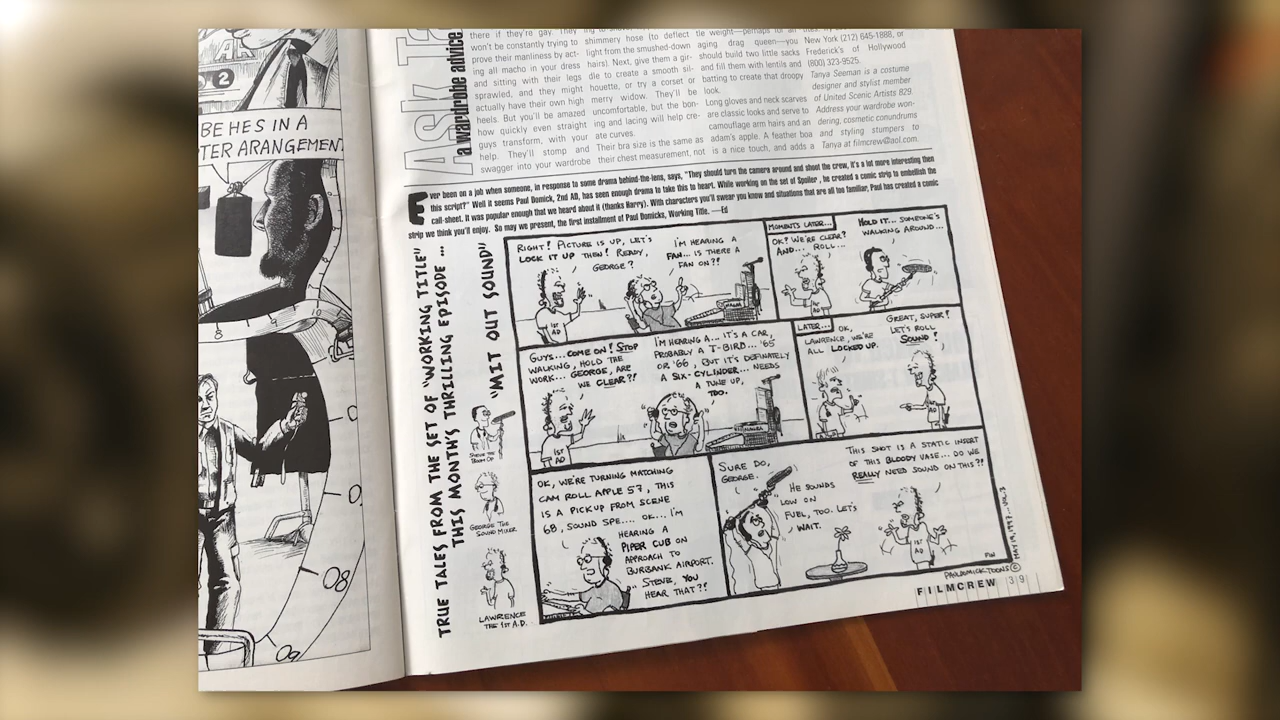 2
BE HES IN A
TER ARANGEMENT
8
9
10
08
09
Ask Ta
a wardrobe advice
there if they're gay. They
won't be constantly trying to
prove their manliness by act-
ing all macho in your dress
and sitting with their legs
sprawled, and they might
actually have their own high
heels. But you'll be amazed
how quickly even straight
guys transform, with your
help. They'll stomp and
swagger into your wardrobe
shimmery hose (to deflect
light from the smushed-down
hairs). Next, give them a gir-
dle to create a smooth sil-
houette, or try a corset or
merry widow. They'll be
uncomfortable, but the bon-
ing and lacing will help cre-
ate curves.
Their bra size is the same as
their chest measurement, not
tle weight—perhaps for an
aging drag queen—you
should build two little sacks
and fill them with lentils and
batting to create that droopy
look.
Long gloves and neck scarves
are classic looks and serve to
camouflage arm hairs and an
adam's apple. A feather boa
is a nice touch, and adds a
New York (212) 645-1888, or
Frederick's of Hollywood
(800) 323-9525.
Tanya Seeman is a costume
designer and stylist member
of United Scenic Artists 829.
Address your wardrobe won-
dering, cosmetic conundrums
and styling stumpers to
Tanya at filmcrew@aol.com.
Ever been on a job when someone, in response to some drama behind-the-lens, says, "They should turn the camera around and shoot the crew, it's a lot more interesting then
this script?" Well it seems Paul Domick, 2nd AD, has seen enough drama to take this to heart. While working on the set of Spoiler , he created a comic strip to embellish the
call-sheet. It was popular enough that we heard about it (thanks Harry). With characters you'll swear you know and situations that are all too familiar, Paul has created a comic
strip we think you'll enjoy. So may we present, the first installment of Paul Domicks, Working Title. —Ed
TRUE TALES FROM THE SET OF "WORKING TITLE"
THIS MONTH'S THRILLING EPISODE ...
"MIT OUT SOUND"
STEVE THE
BOOM OP
GEORGE THE
SOUND MIXER
LAWRENCE
THE 1ST A.D.
RIGHT! PICTURE IS UP, LET'S
LOCK IT UP THEN! READY,
GEORGE?
I'M HEARING A
FAN... IS THERE A
FAN ON?!
1ST
AD
NAGRA
MOMENTS LATER...
OK? WE'RE CLEAR?
AND... ROLL...
HOLD IT... SOMEONE'S
WALKING AROUND...
AD
GUYS... COME ON! STOP
WALKING, HOLD THE
WORK... GEORGE, ARE
WE CLEAR?!
I'M HEARING A... IT'S A CAR,
PROBABLY A T-BIRD... '65
OR '66, BUT IT'S DEFINATELY
A SIX-CYLINDER... NEEDS
A TUNE UP,
TOO.
1ST
AD
NAGRA
LATER...
OK,
LAWRENCE, WE'RE
ALL LOCKED UP.
GREAT, SUPER!
LET'S ROLL
SOUND!
AD
OK, WE'RE TURNING MATCHING
CAM ROLL APPLE 57, THIS
IS A PICKUP FROM SCENE
68, SOUND SPE.... OK... I'M
HEARING A
PIPER CUB ON
APPROACH TO
BURBANK AIRPORT.
STEVE, YOU
HEAR THAT?!
SURE DO,
GEORGE.
HE SOUNDS
LOW ON
FUEL, TOO. LET'S
WAIT.
THIS SHOT IS A STATIC INSERT
OF THIS BLOODY VASE... DO WE
REALLY NEED SOUND ON THIS?!
1ST
AD
FIN
PAULDOMICKTOONS ©
MAY 19, 1997... VOL. 3
FILMCREW 39